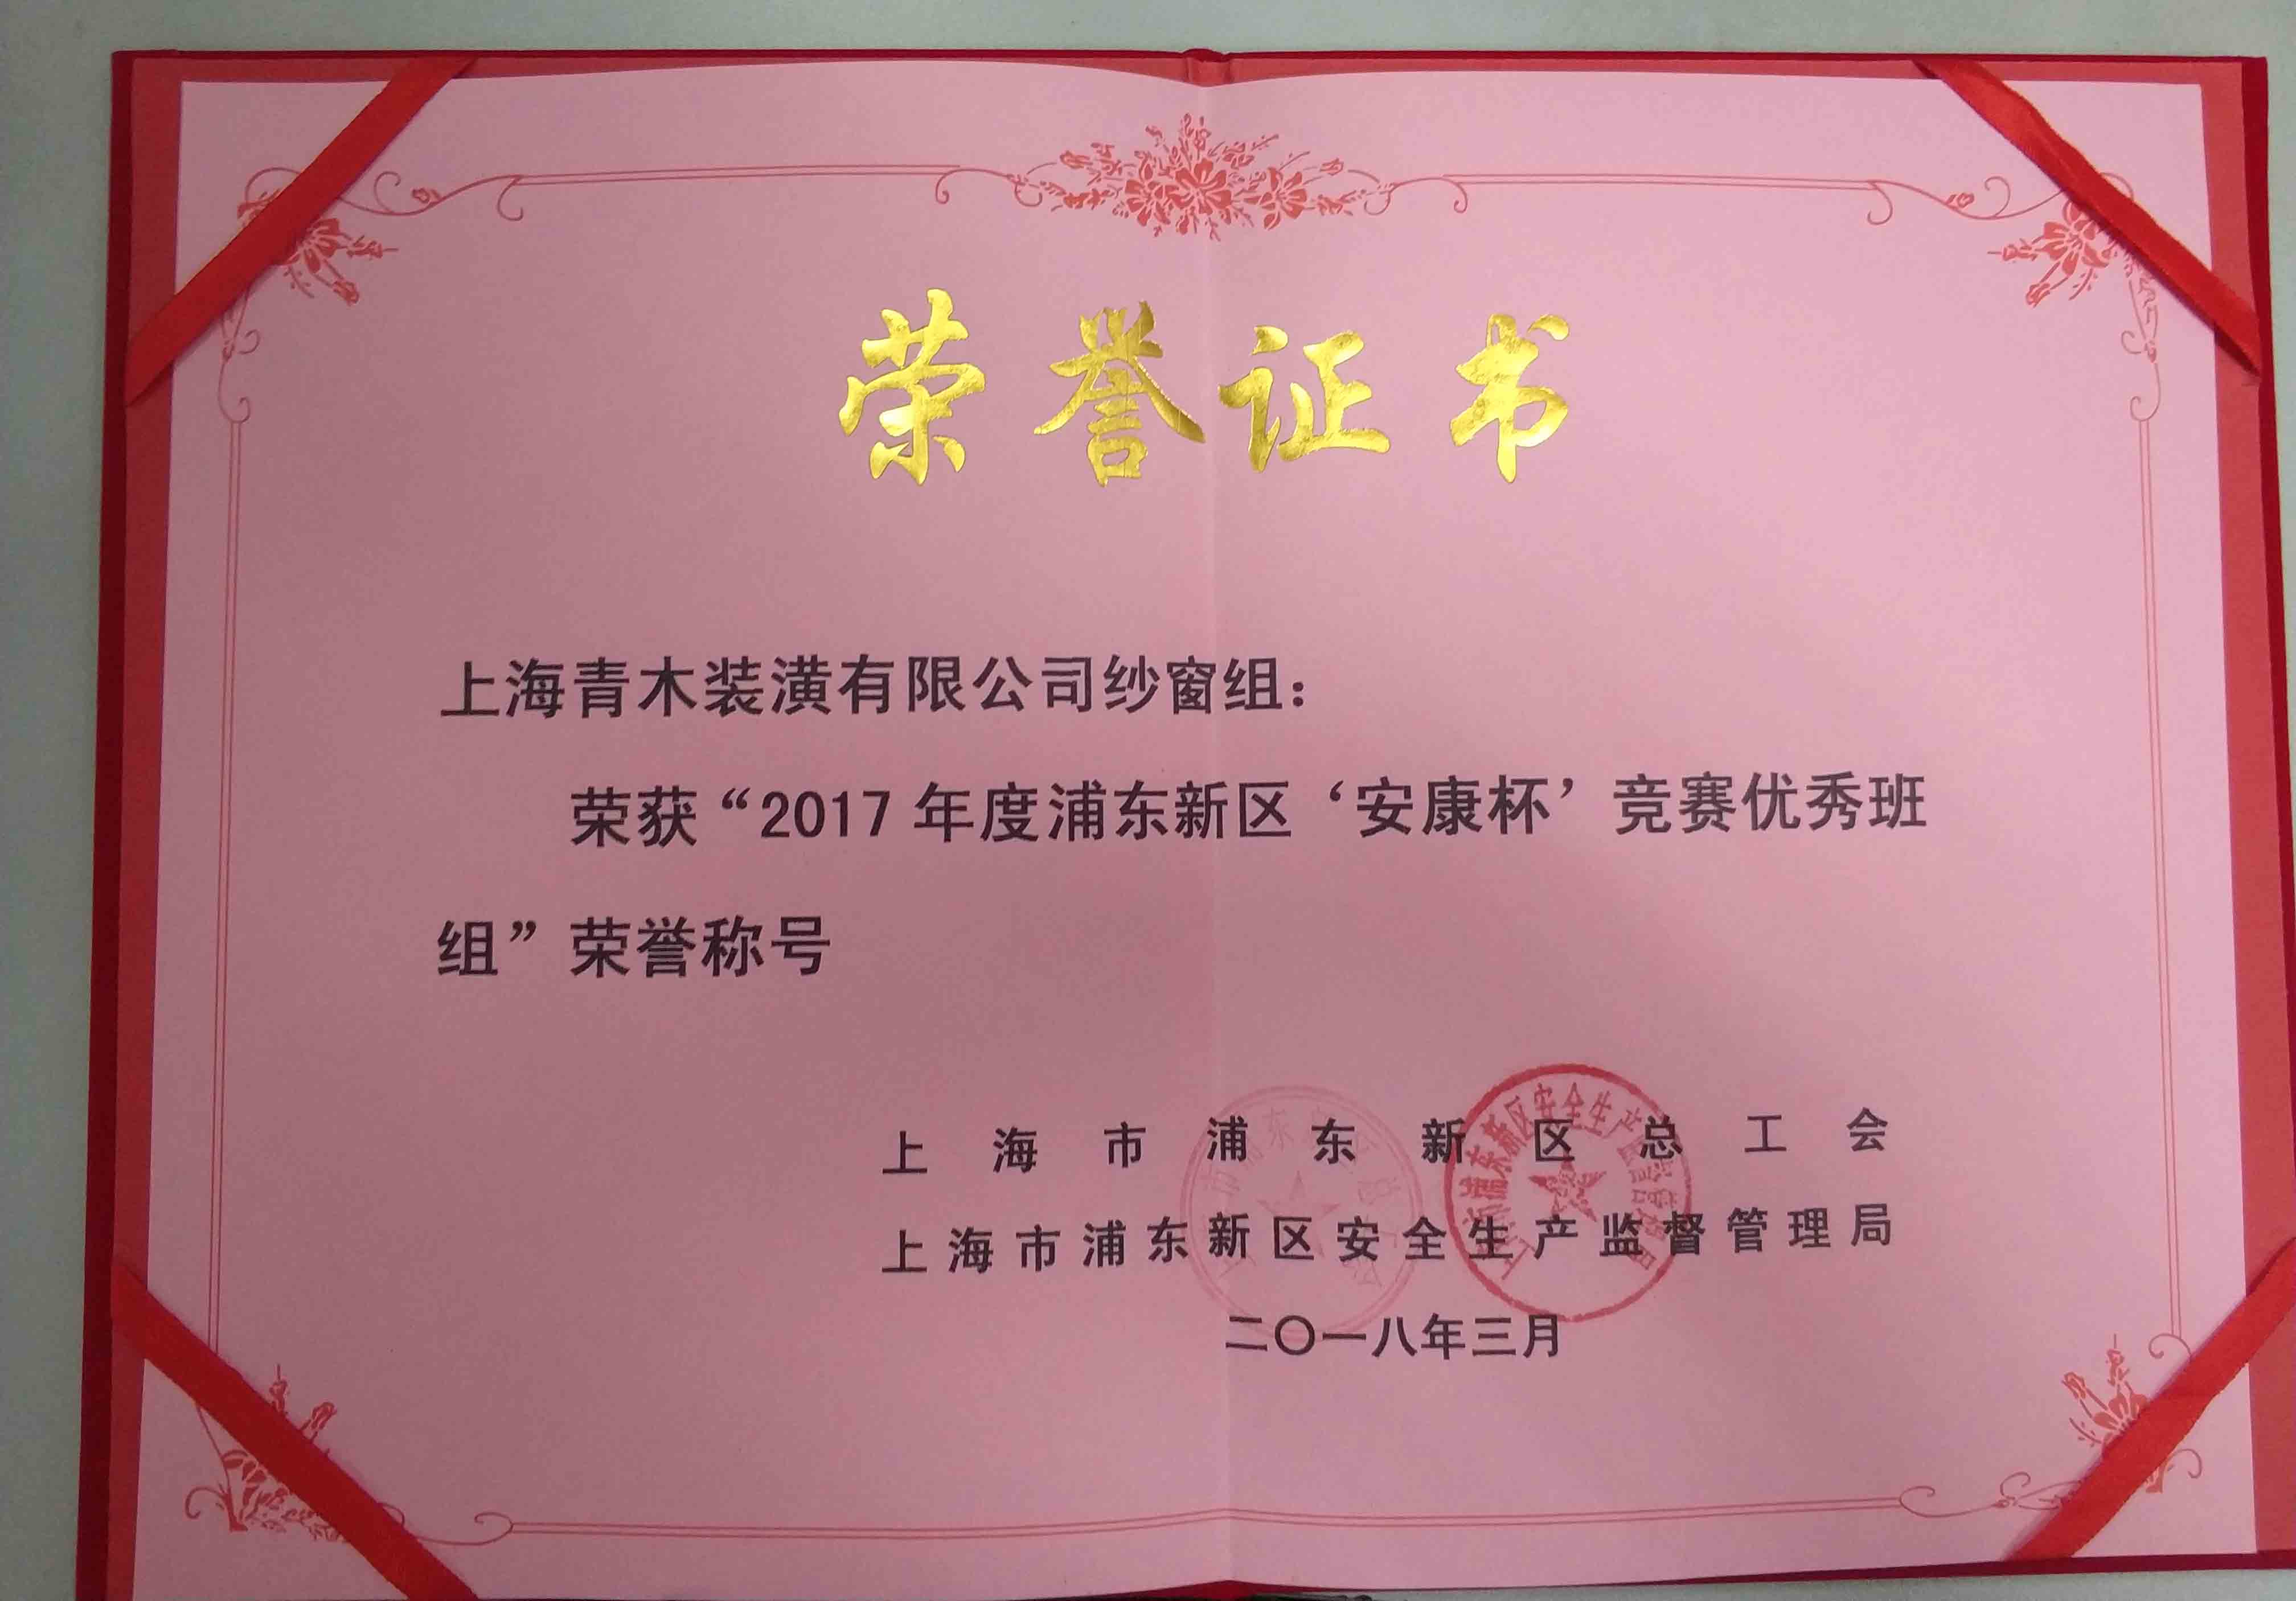 荣誉证书
上海青木装潢有限公司纱窗组：
荣获“2017年度浦东新区‘安康杯’竞赛优秀班
组”荣誉称号
上海市浦东新区总工会
上海市浦东新区安全生产监督管理局
二〇一八年三月